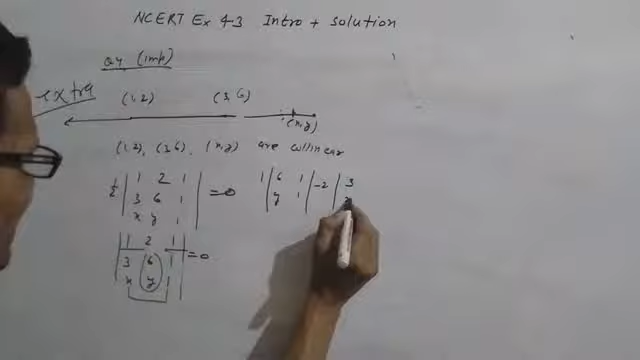 NCERT Ex 4.3 Intro + solution
Q4 (imp)
extra
(1,2) (3,6)
(x,y)
(1,2), (3,6), (x,y) are collinear
1/2 | 1 2 1 | = 0
| 3 6 1 |
| x y 1 |
1 | 6 1 | -2 | 3
| y 1 | | x
| 1 2 1 |
| 3 6 1 | = 0
| x y 1 |